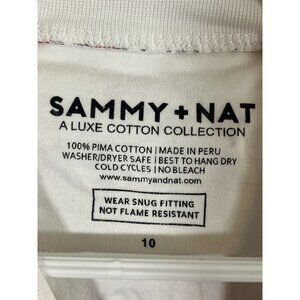 SAMMY + NAT
A LUXE COTTON COLLECTION
100% PIMA COTTON | MADE IN PERU
WASHER/DRYER SAFE | BEST TO HANG DRY
COLD CYCLES | NO BLEACH
www.sammyandnat.com
WEAR SNUG FITTING
NOT FLAME RESISTANT
10